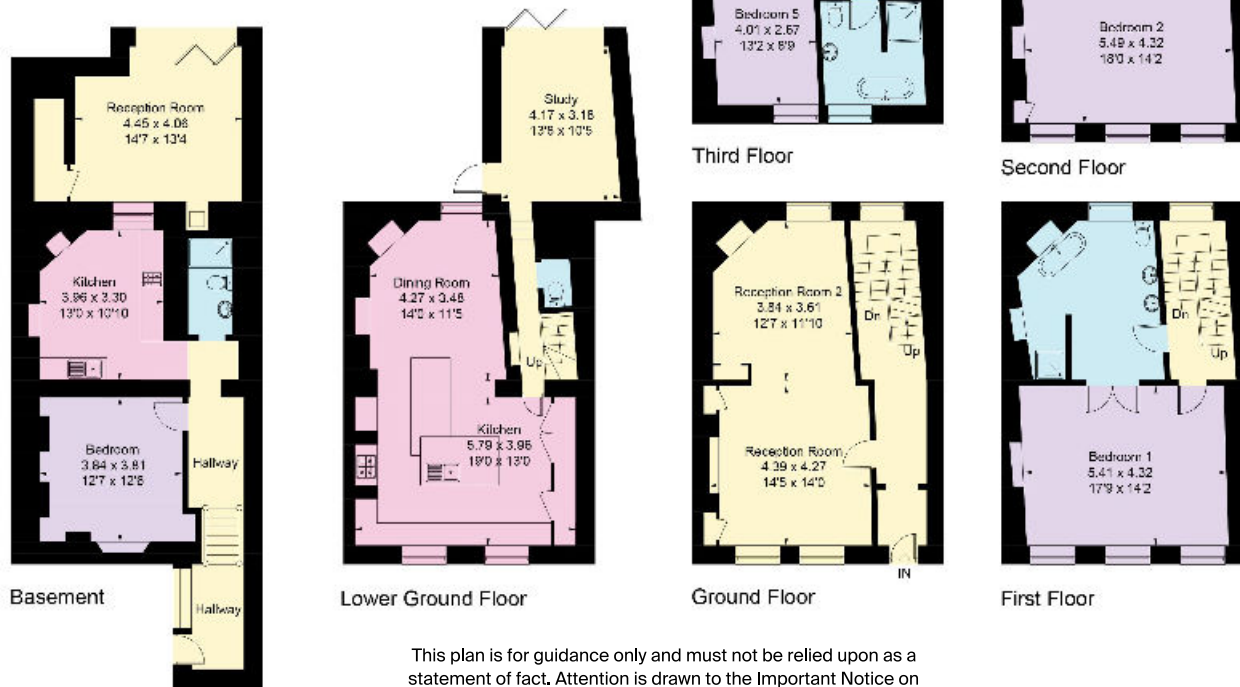 Bedroom 5
4.01 x 2.67
13'2 x 8'9
Third Floor
Bedroom 2
5.49 x 4.32
18'0 x 14'2
Second Floor
Reception Room
4.45 x 4.06
14'7 x 13'4
Kitchen
3.96 x 3.30
13'0 x 10'10
Bedroom
3.84 x 3.81
12'7 x 12'6
Hallway
Hallway
Basement
Study
4.17 x 3.18
13'8 x 10'5
Dining Room
4.27 x 3.48
14'0 x 11'5
Up
Kitchen
5.79 x 3.96
19'0 x 13'0
Lower Ground Floor
Reception Room 2
3.84 x 3.61
12'7 x 11'10
Dn
Up
Reception Room
4.39 x 4.27
14'5 x 14'0
IN
Ground Floor
Dn
Up
Bedroom 1
5.41 x 4.32
17'9 x 14'2
First Floor
This plan is for guidance only and must not be relied upon as a
statement of fact. Attention is drawn to the Important Notice on